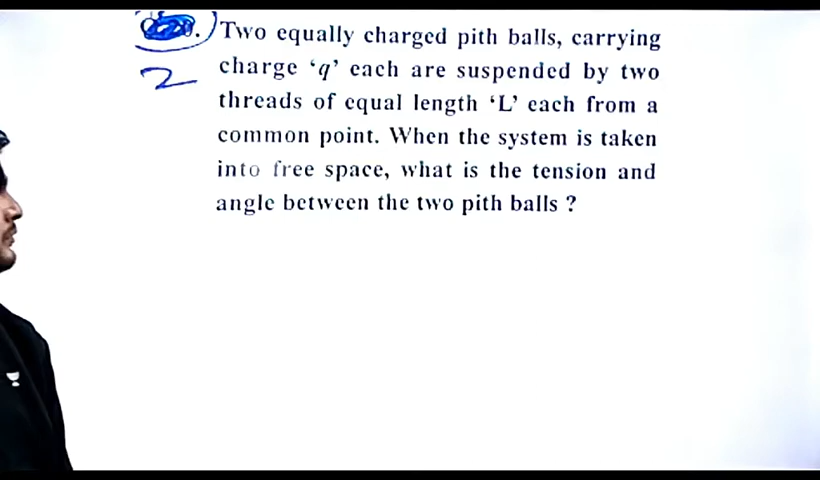 Two equally charged pith balls, carrying
2
charge ‘q’ each are suspended by two
threads of equal length ‘L’ each from a
common point. When the system is taken
into free space, what is the tension and
angle between the two pith balls ?